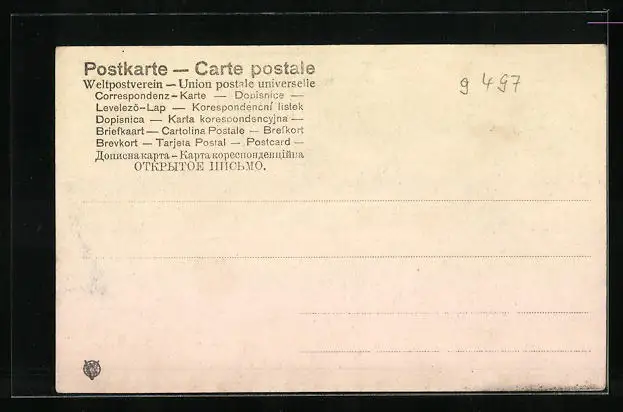 Postkarte — Carte postale
Weltpostverein — Union postale universelle
Correspondenz-Karte — Dopisnice —
Levelezö-Lap — Korespondenční lístek
Dopisnica — Karta korespondencyjna —
Briefkaart — Cartolina Postale — Brefkort
Brevkort — Tarjeta Postal — Postcard —
Дописна карта — Карта кореспонденційна
ОТКРЫТОЕ ПИСЬМО.
9 497